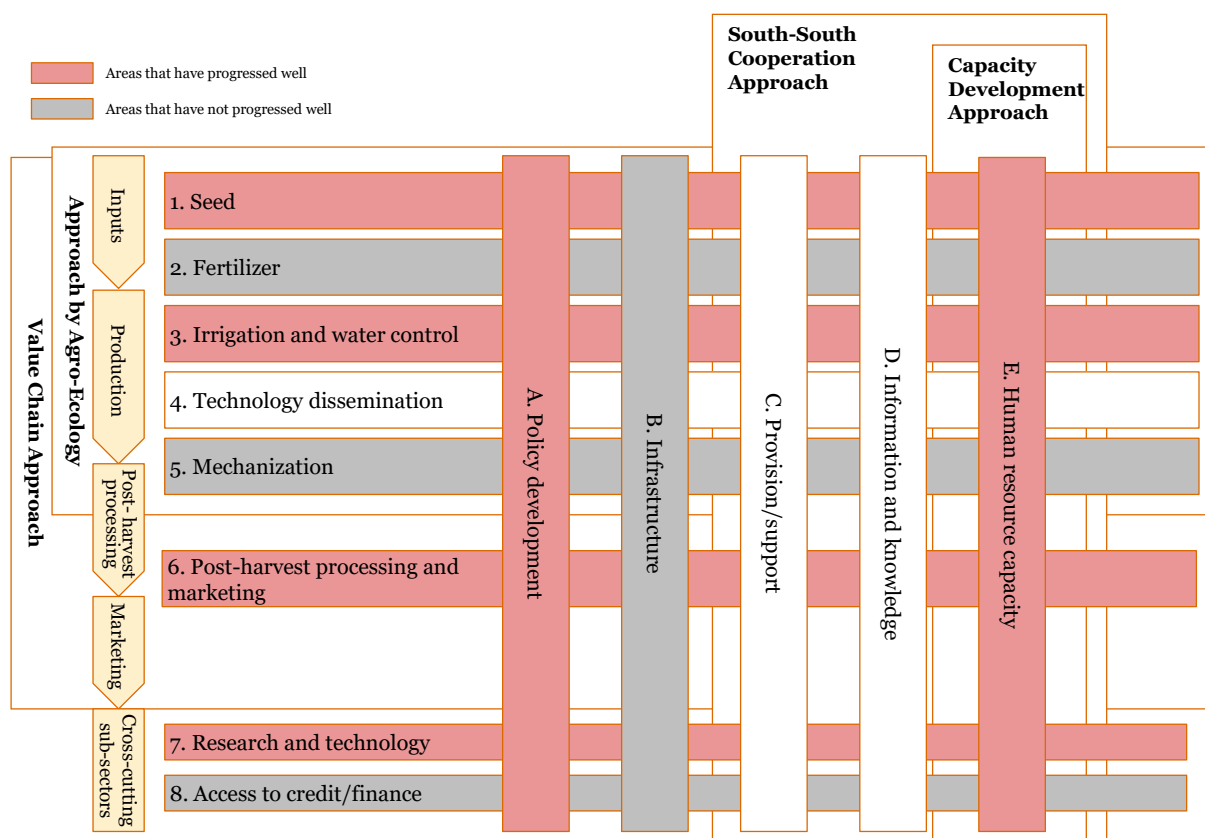 South-South
Cooperation
Approach
Capacity
Development
Approach
Areas that have progressed well
Areas that have not progressed well
Value Chain Approach
Approach by Agro-Ecology
Inputs
Production
Post- harvest
processing
Marketing
Cross-cutting
sub-sectors
1. Seed
2. Fertilizer
3. Irrigation and water control
4. Technology dissemination
5. Mechanization
6. Post-harvest processing and
marketing
7. Research and technology
8. Access to credit/finance
A. Policy development
B. Infrastructure
C. Provision/support
D. Information and knowledge
E. Human resource capacity